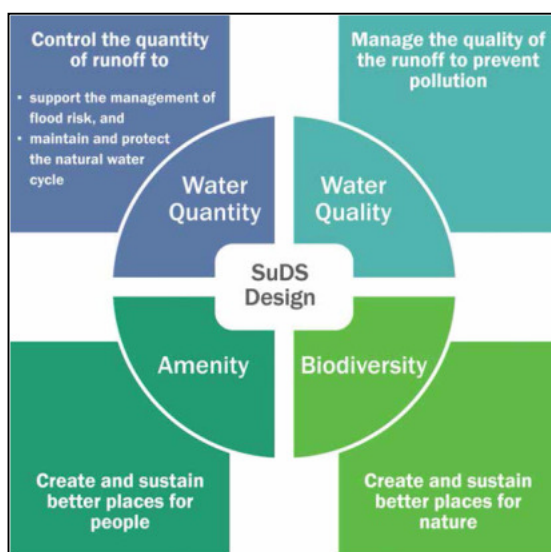 Control the quantity
of runoff to
• support the management of
flood risk, and
• maintain and protect
the natural water
cycle
Manage the quality of
the runoff to prevent
pollution
Water
Quantity
Water
Quality
SuDS
Design
Amenity
Biodiversity
Create and sustain
better places for
people
Create and sustain
better places for
nature